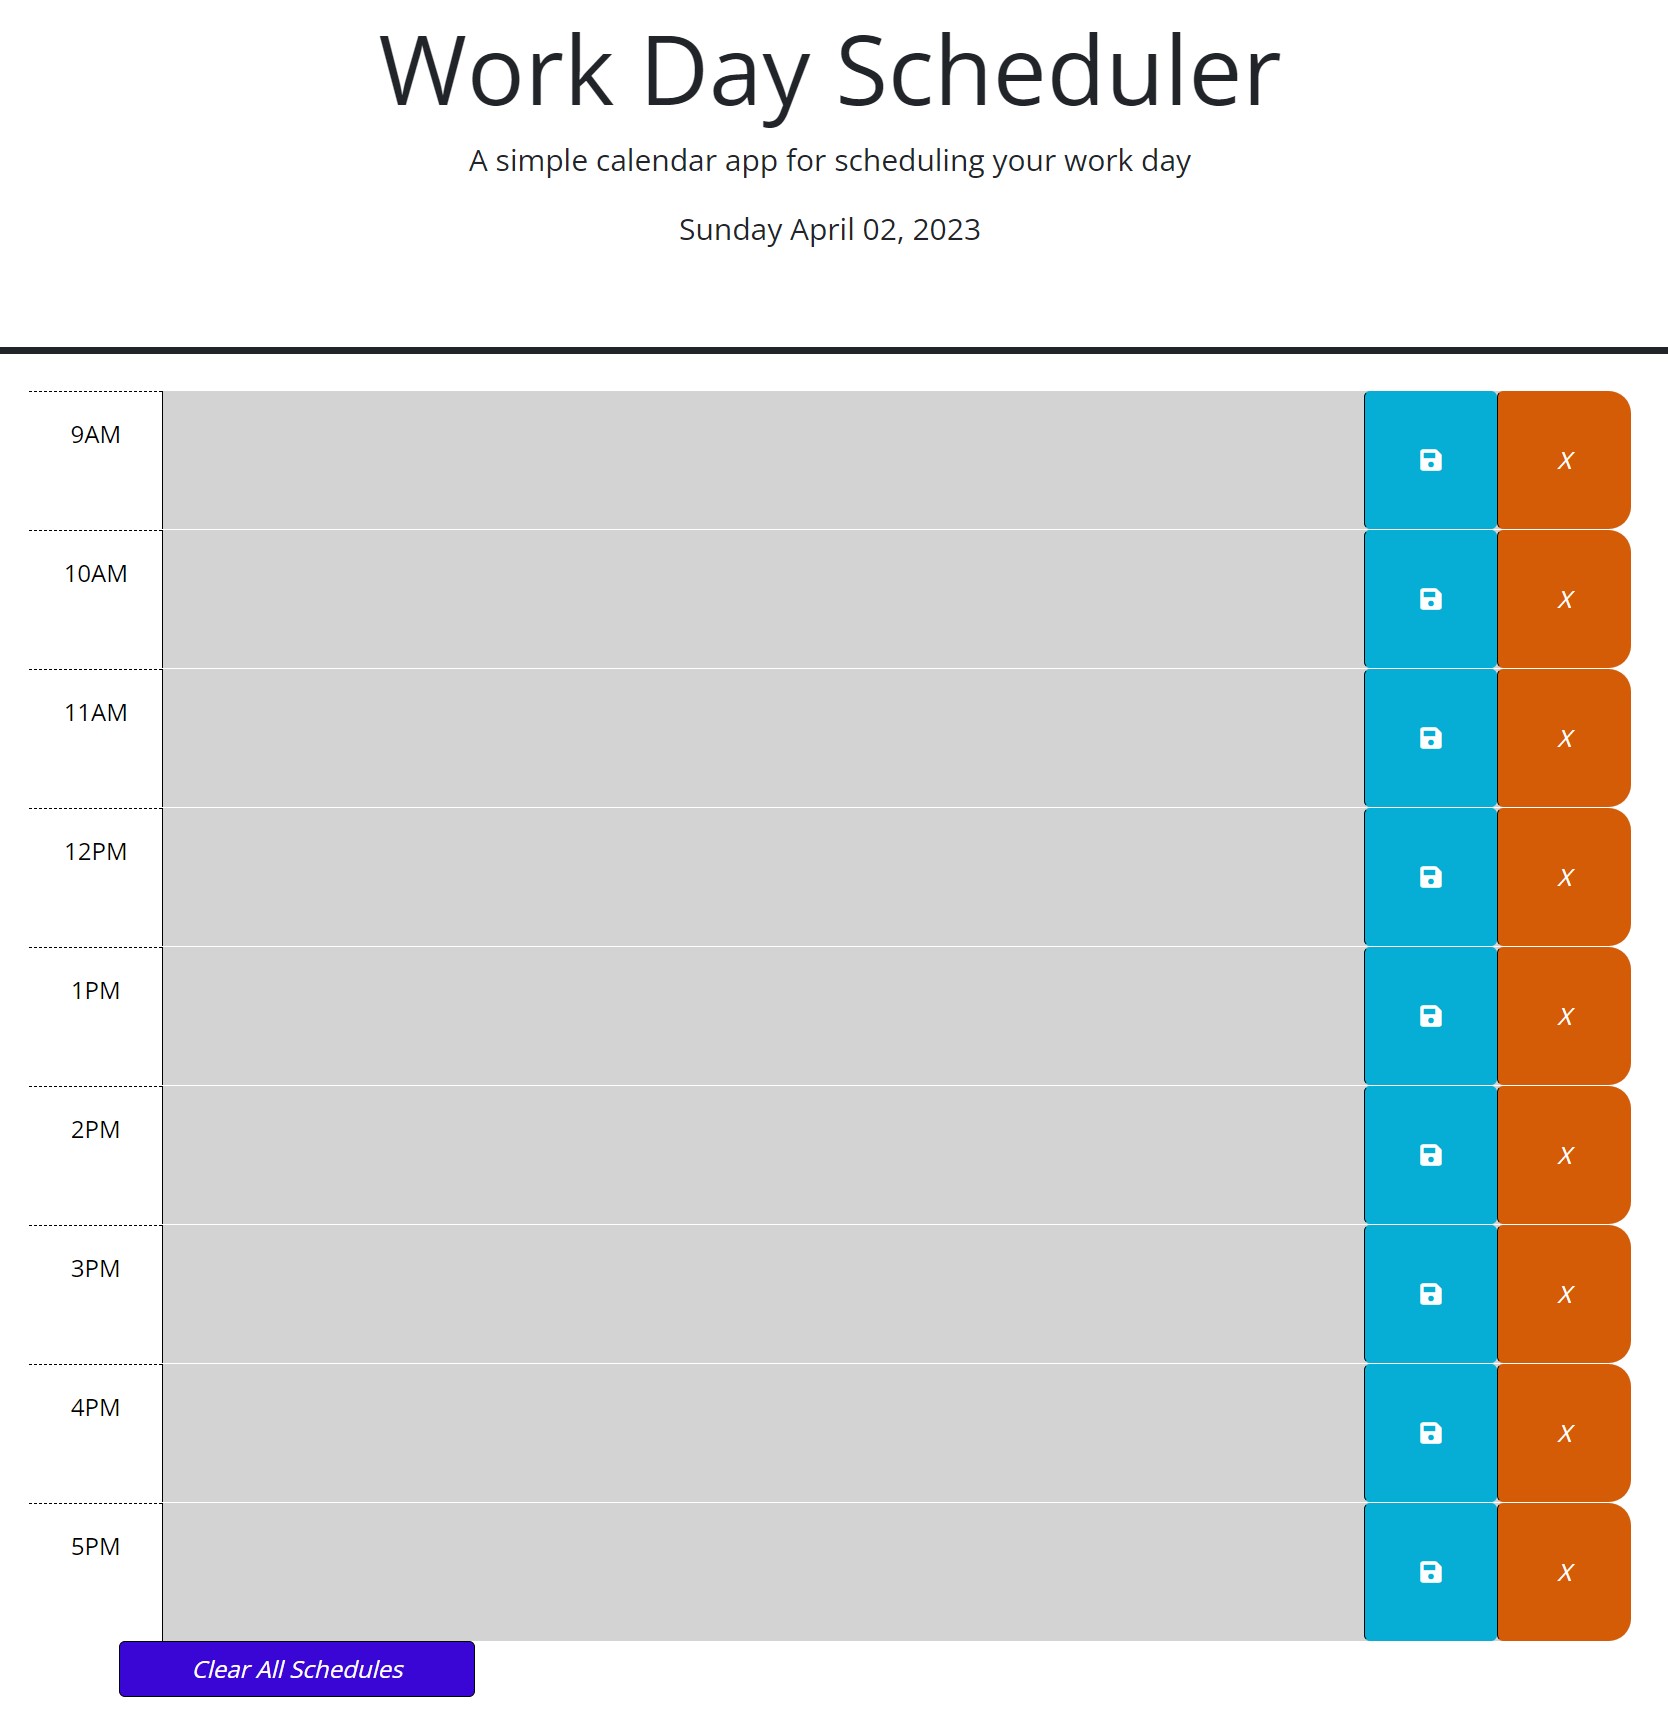 Work Day Scheduler
A simple calendar app for scheduling your work day
Sunday April 02, 2023
9AM
X
10AM
X
11AM
X
12PM
X
1PM
X
2PM
X
3PM
X
4PM
X
5PM
X
Clear All Schedules